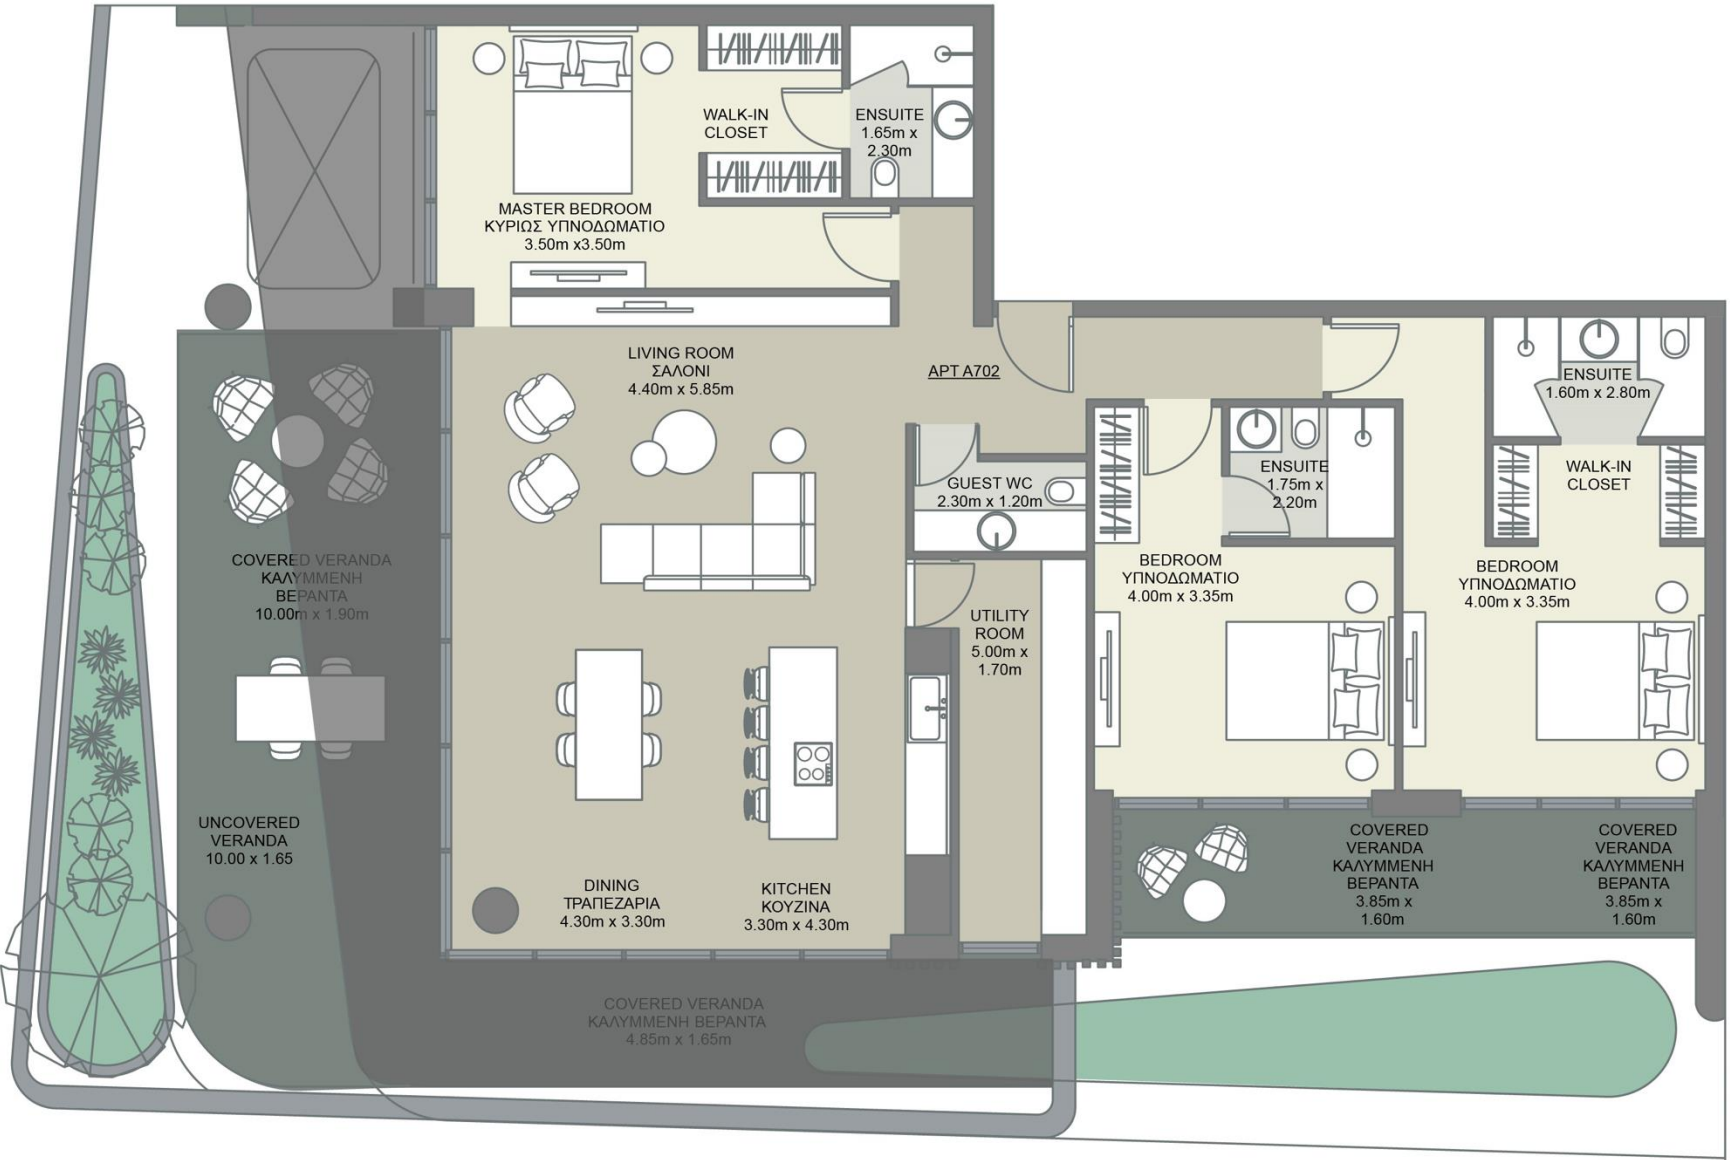 WALK-IN
CLOSET
ENSUITE
1.65m x
2.30m
MASTER BEDROOM
ΚΥΡΙΩΣ ΥΠΝΟΔΩΜΑΤΙΟ
3.50m x3.50m
LIVING ROOM
ΣΑΛΟΝΙ
4.40m x 5.85m
APT A702
ENSUITE
1.60m x 2.80m
GUEST WC
2.30m x 1.20m
ENSUITE
1.75m x
2.20m
WALK-IN
CLOSET
COVERED VERANDA
ΚΑΛΥΜΜΕΝΗ
ΒΕΡΑΝΤΑ
10.00m x 1.90m
BEDROOM
ΥΠΝΟΔΩΜΑΤΙΟ
4.00m x 3.35m
BEDROOM
ΥΠΝΟΔΩΜΑΤΙΟ
4.00m x 3.35m
UTILITY
ROOM
5.00m x
1.70m
UNCOVERED
VERANDA
10.00 x 1.65
DINING
ΤΡΑΠΕΖΑΡΙΑ
4.30m x 3.30m
KITCHEN
ΚΟΥΖΙΝΑ
3.30m x 4.30m
COVERED
VERANDA
ΚΑΛΥΜΜΕΝΗ
ΒΕΡΑΝΤΑ
3.85m x
1.60m
COVERED
VERANDA
ΚΑΛΥΜΜΕΝΗ
ΒΕΡΑΝΤΑ
3.85m x
1.60m
COVERED VERANDA
ΚΑΛΥΜΜΕΝΗ ΒΕΡΑΝΤΑ
4.85m x 1.65m